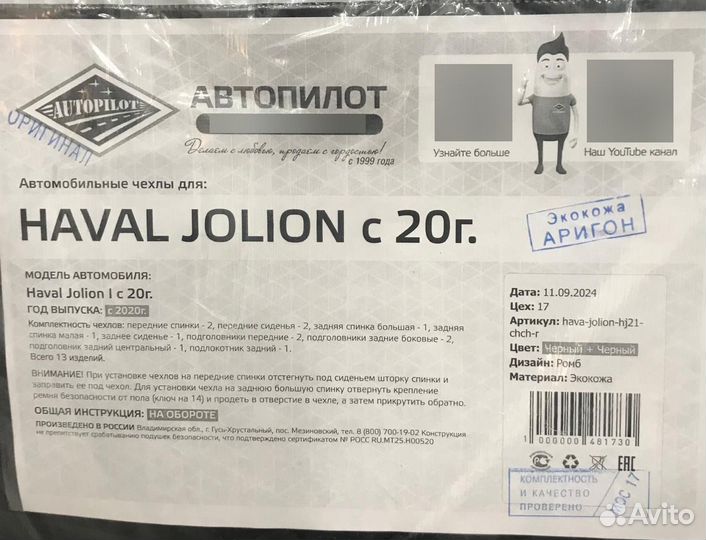 AUTOPILOT
ОРИГИНАЛ
АВТОПИЛОТ
Делаем с любовью, продаем с гордостью!
с 1999 года
Узнайте больше
Наш YouTube канал
Автомобильные чехлы для:
HAVAL JOLION с 20г.
Экокожа
АРИГОН
МОДЕЛЬ АВТОМОБИЛЯ:
Haval Jolion I с 20г.
ГОД ВЫПУСКА: с 2020г.
Комплектность чехлов: передние спинки - 2, передние сиденья - 2, задняя спинка большая - 1, задняя
спинка малая - 1, заднее сиденье - 1, подголовники передние - 2, подголовники задние боковые - 2,
подголовник задний центральный - 1, подлокотник задний - 1.
Всего 13 изделий.
ВНИМАНИЕ! При установке чехлов на передние спинки отстегнуть под сиденьем шторку спинки и
заправить ее под чехол. Для установки чехла на заднюю большую спинку отвернуть крепление
ремня безопасности от пола (ключ на 14) и продеть в отверстие в чехле, а затем прикрутить обратно.
ОБЩАЯ ИНСТРУКЦИЯ: НА ОБОРОТЕ
ПРОИЗВЕДЕНО В РОССИИ Владимирская обл., г. Гусь-Хрустальный, пос. Мезиновский, тел. 8 (800) 700-19-02 Конструкция
не препятствует срабатыванию подушек безопасности, что подтверждено сертификатом № РОСС RU.МТ25.Н00520
Дата: 11.09.2024
Цех: 17
Артикул: hava-jolion-hj21-
chch-r
Цвет: Черный + Черный
Дизайн: Ромб
Материал: Экокожа
1 000000 481730
ЕАС
КОМПЛЕКТНОСТЬ
И КАЧЕСТВО
ПРОВЕРЕНО
ПОС 17
Avito